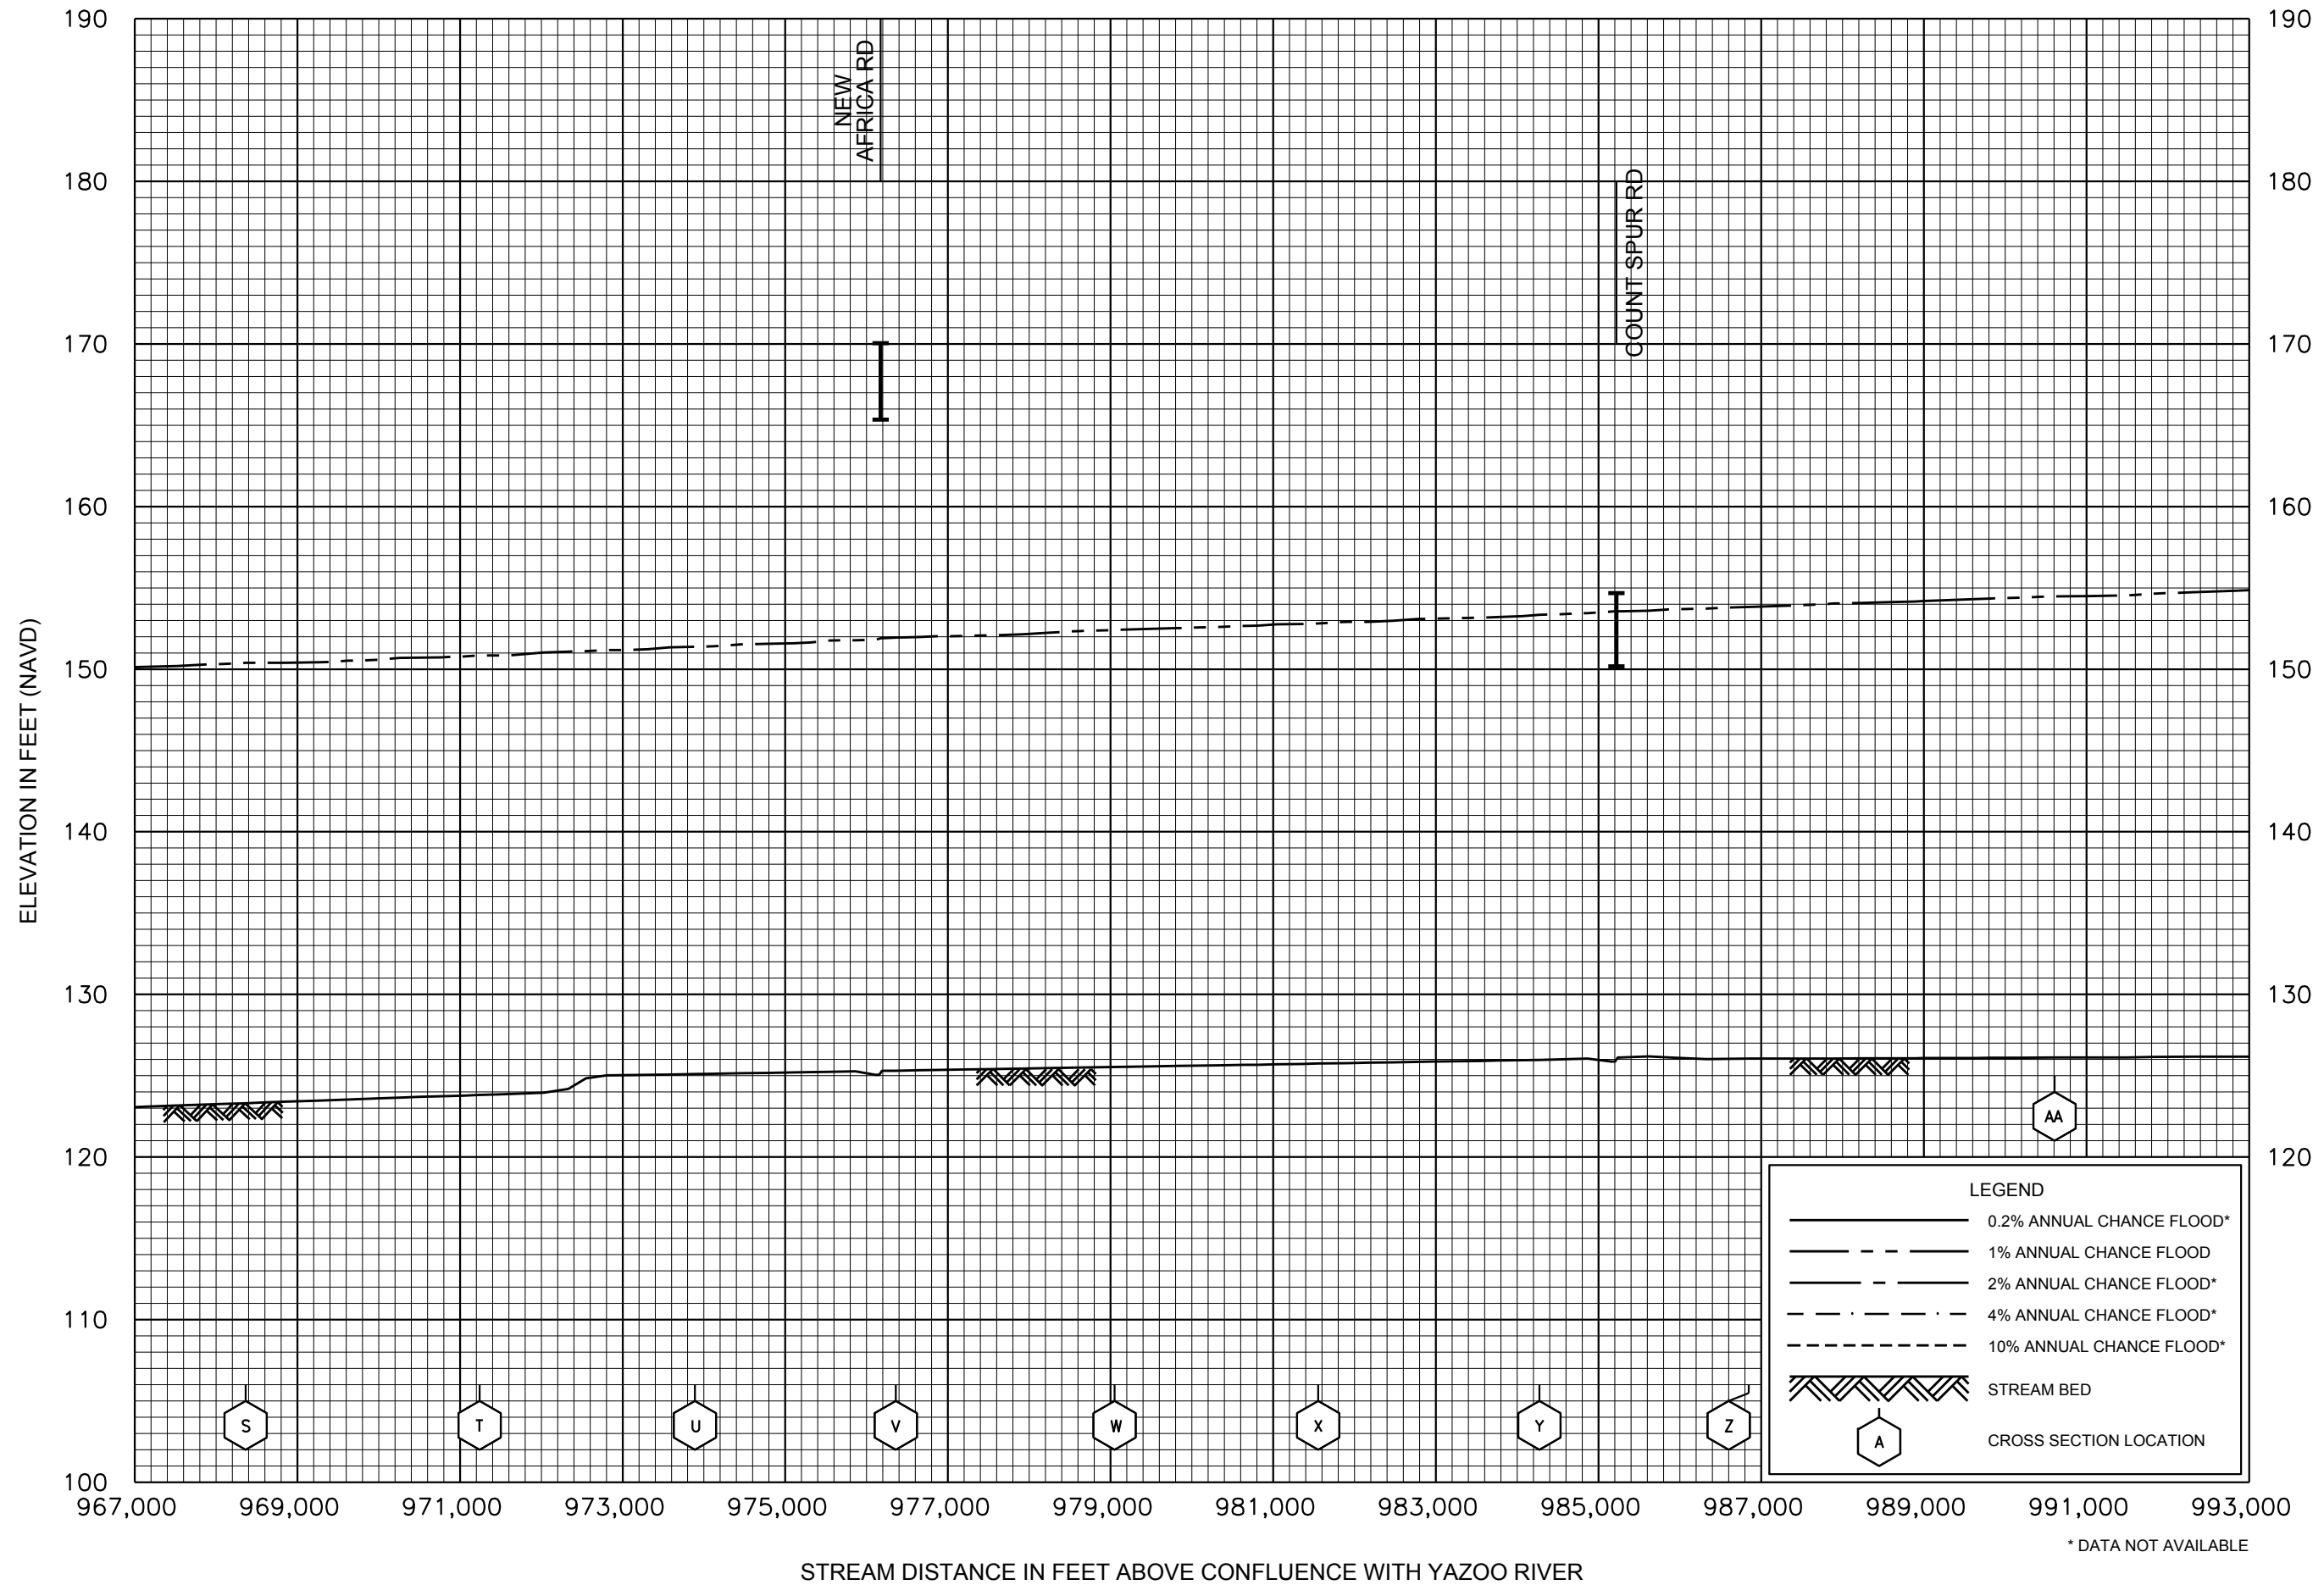 190
180
170
160
150
140
130
120
110
100
ELEVATION IN FEET (NAVD)
NEW
AFRICA RD
COUNT SPUR RD
190
180
170
160
150
140
130
120
AA
S
T
U
V
W
X
Y
Z
LEGEND
0.2% ANNUAL CHANCE FLOOD*
1% ANNUAL CHANCE FLOOD
2% ANNUAL CHANCE FLOOD*
4% ANNUAL CHANCE FLOOD*
10% ANNUAL CHANCE FLOOD*
STREAM BED
A
CROSS SECTION LOCATION
967,000 969,000 971,000 973,000 975,000 977,000 979,000 981,000 983,000 985,000 987,000 989,000 991,000 993,000
* DATA NOT AVAILABLE
STREAM DISTANCE IN FEET ABOVE CONFLUENCE WITH YAZOO RIVER